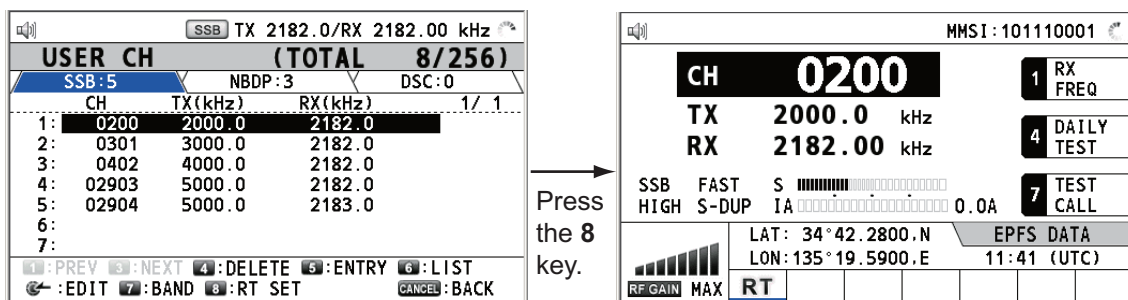 SSB TX 2182.0/RX 2182.00 kHz
USER CH (TOTAL 8/256)
SSB:5 NBDP:3 DSC:0
CH TX(kHz) RX(kHz) 1/ 1
1: 0200 2000.0 2182.0
2: 0301 3000.0 2182.0
3: 0402 4000.0 2182.0
4: 02903 5000.0 2182.0
5: 02904 5000.0 2183.0
6:
7:
1:PREV 3:NEXT 4:DELETE 5:ENTRY 6:LIST
:EDIT 7:BAND 8:RT SET CANCEL:BACK
Press
the 8
key.
MMSI:101110001
CH 0200
TX 2000.0 kHz
RX 2182.00 kHz
1 RX FREQ
4 DAILY TEST
7 TEST CALL
SSB FAST S
HIGH S-DUP IA 0.0A
LAT: 34°42.2800,N EPFS DATA
LON:135°19.5900,E 11:41 (UTC)
RF GAIN MAX RT